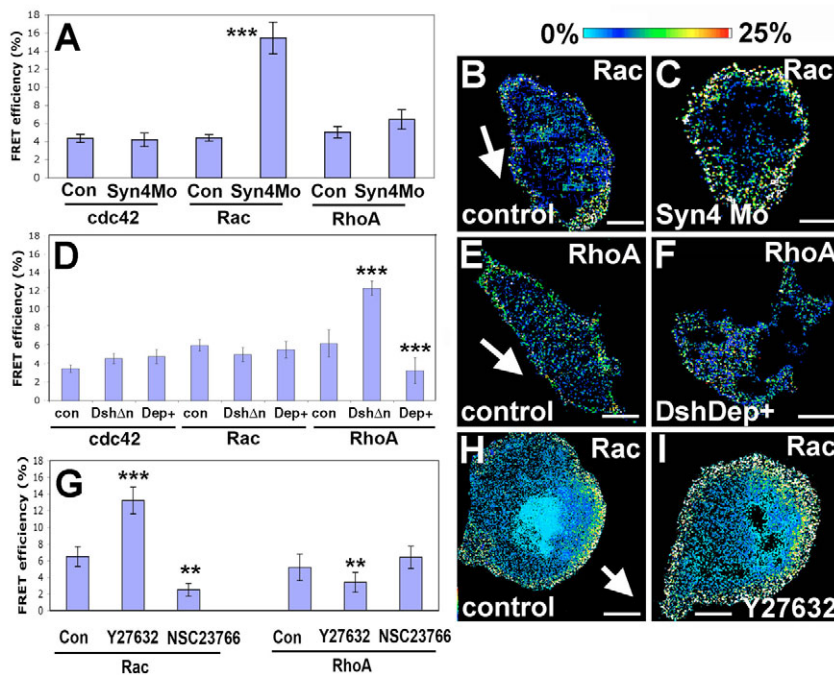 A
FRET efficiency (%)
18
16
14
12
10
8
6
4
2
0
***
Con Syn4Mo Con Syn4Mo Con Syn4Mo
cdc42 Rac RhoA
0% 25%
B Rac
control
C Rac
Syn4 Mo
D
FRET efficiency (%)
18
16
14
12
10
8
6
4
2
0
***
***
con DshΔn Dep+ con DshΔn Dep+ con DshΔn Dep+
cdc42 Rac RhoA
E RhoA
control
F RhoA
DshDep+
G
FRET efficiency (%)
18
16
14
12
10
8
6
4
2
0
***
**
**
Con Y27632 NSC23766 Con Y27632 NSC23766
Rac RhoA
H Rac
control
I Rac
Y27632